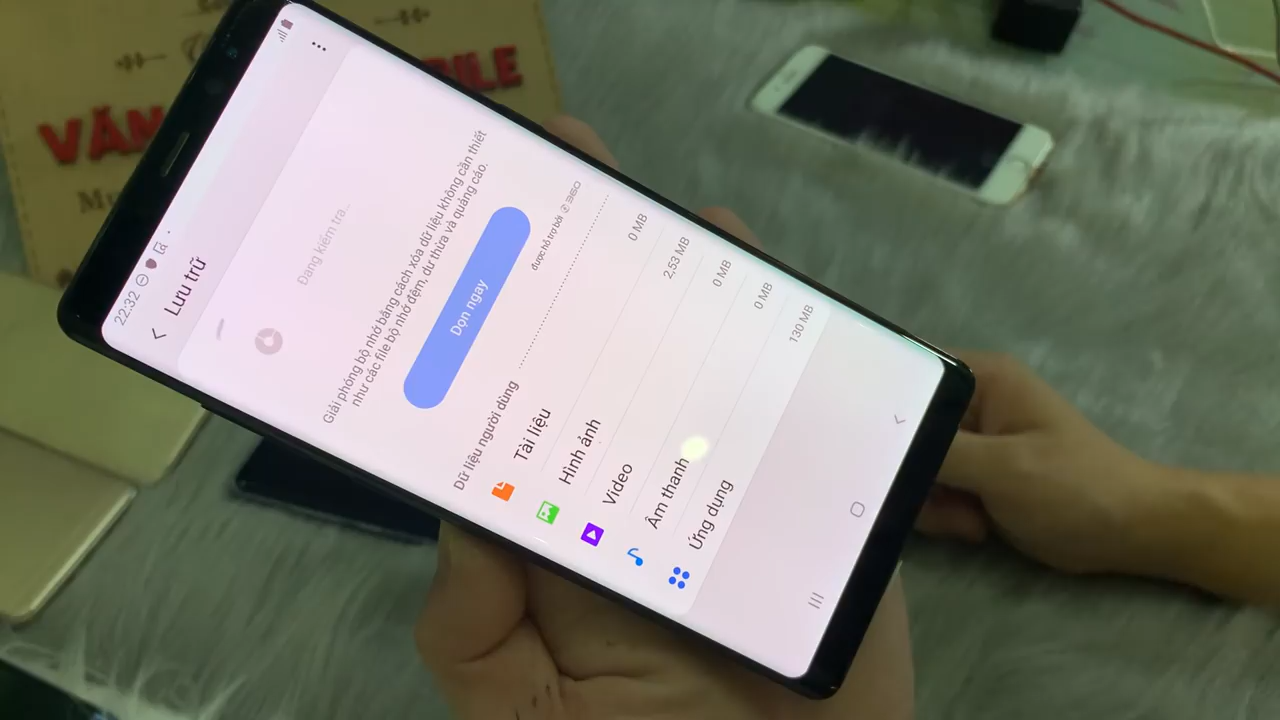 22:32
Lưu trữ
Đang kiểm tra...
Giải phóng bộ nhớ bằng cách xóa dữ liệu không cần thiết
như các file bộ nhớ đệm, dư thừa và quảng cáo.
Dọn ngay
được hỗ trợ bởi 360
Dữ liệu người dùng
Tài liệu 0 MB
Hình ảnh 2,53 MB
Video 0 MB
Âm thanh 0 MB
Ứng dụng 130 MB
VĂN